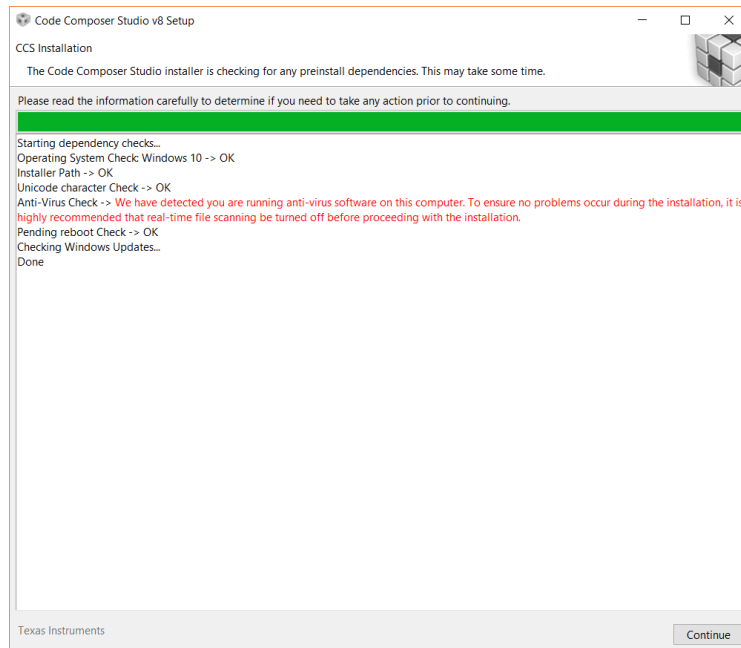 Code Composer Studio v8 Setup
CCS Installation
The Code Composer Studio installer is checking for any preinstall dependencies. This may take some time.
Please read the information carefully to determine if you need to take any action prior to continuing.
Starting dependency checks...
Operating System Check: Windows 10 -> OK
Installer Path -> OK
Unicode character Check -> OK
Anti-Virus Check -> We have detected you are running anti-virus software on this computer. To ensure no problems occur during the installation, it is
highly recommended that real-time file scanning be turned off before proceeding with the installation.
Pending reboot Check -> OK
Checking Windows Updates...
Done
Texas Instruments
Continue